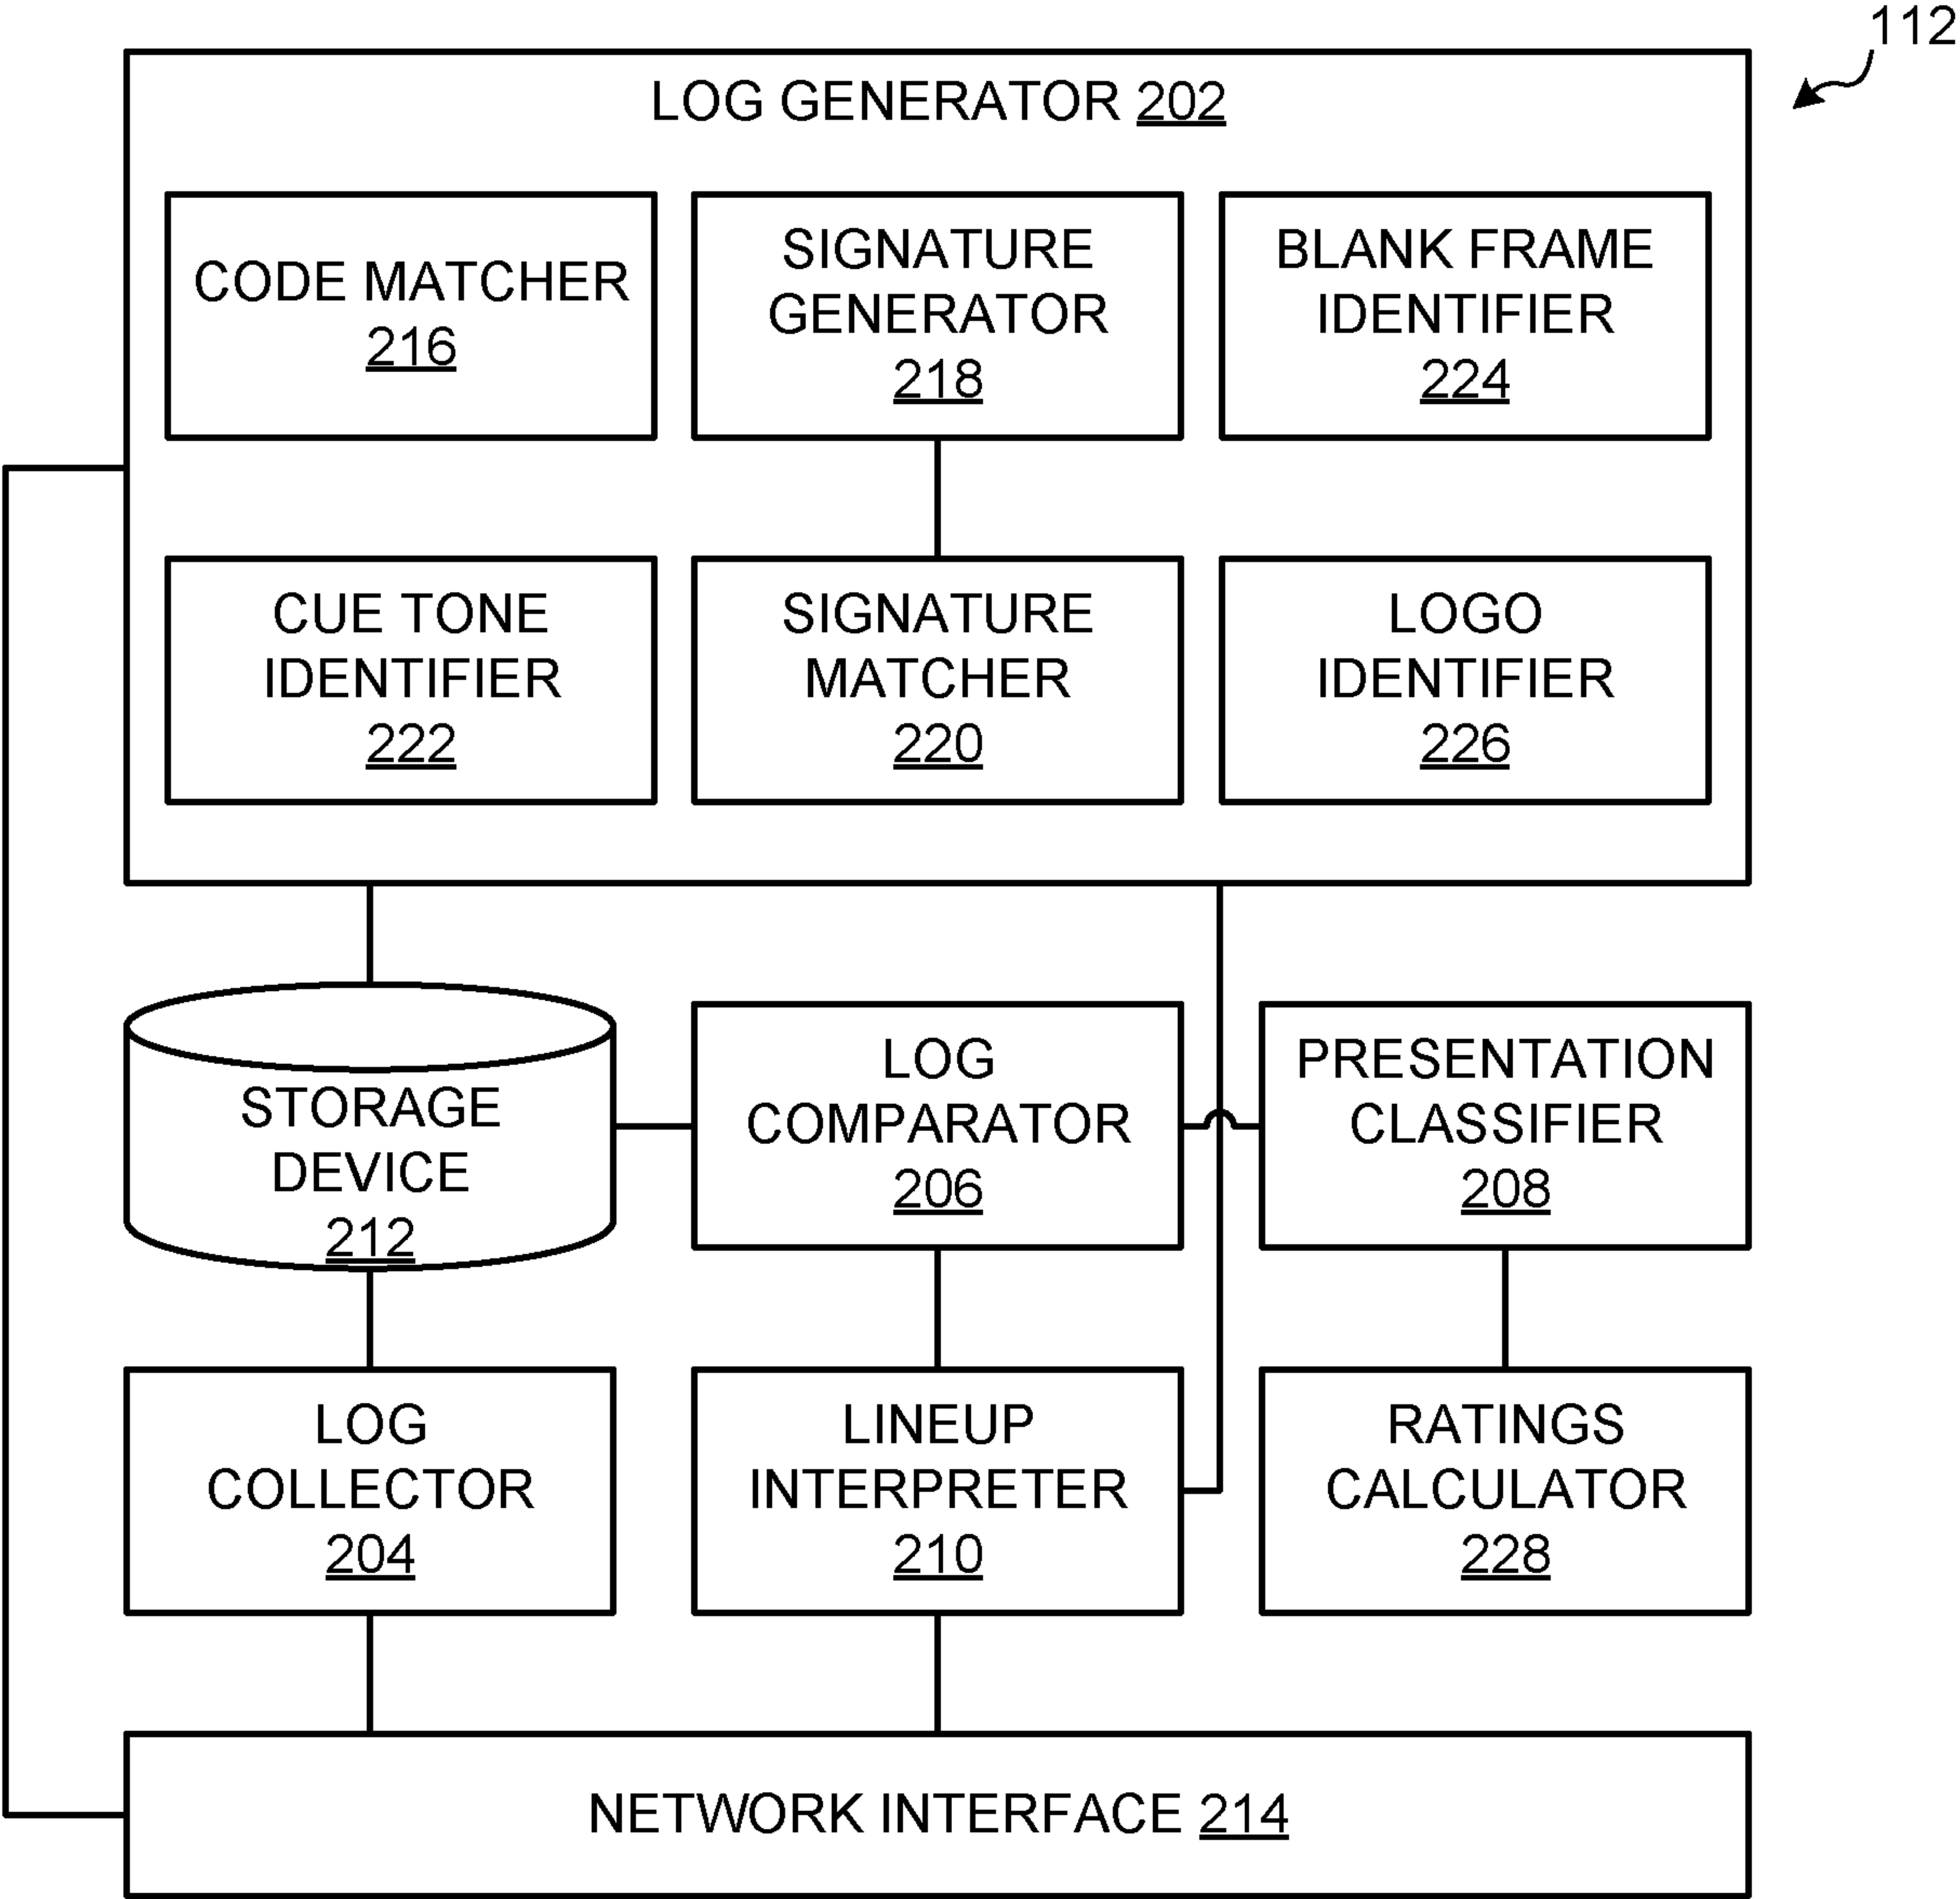 112
LOG GENERATOR 202
CODE MATCHER
216
SIGNATURE
GENERATOR
218
BLANK FRAME
IDENTIFIER
224
CUE TONE
IDENTIFIER
222
SIGNATURE
MATCHER
220
LOGO
IDENTIFIER
226
STORAGE
DEVICE
212
LOG
COMPARATOR
206
PRESENTATION
CLASSIFIER
208
LOG
COLLECTOR
204
LINEUP
INTERPRETER
210
RATINGS
CALCULATOR
228
NETWORK INTERFACE 214